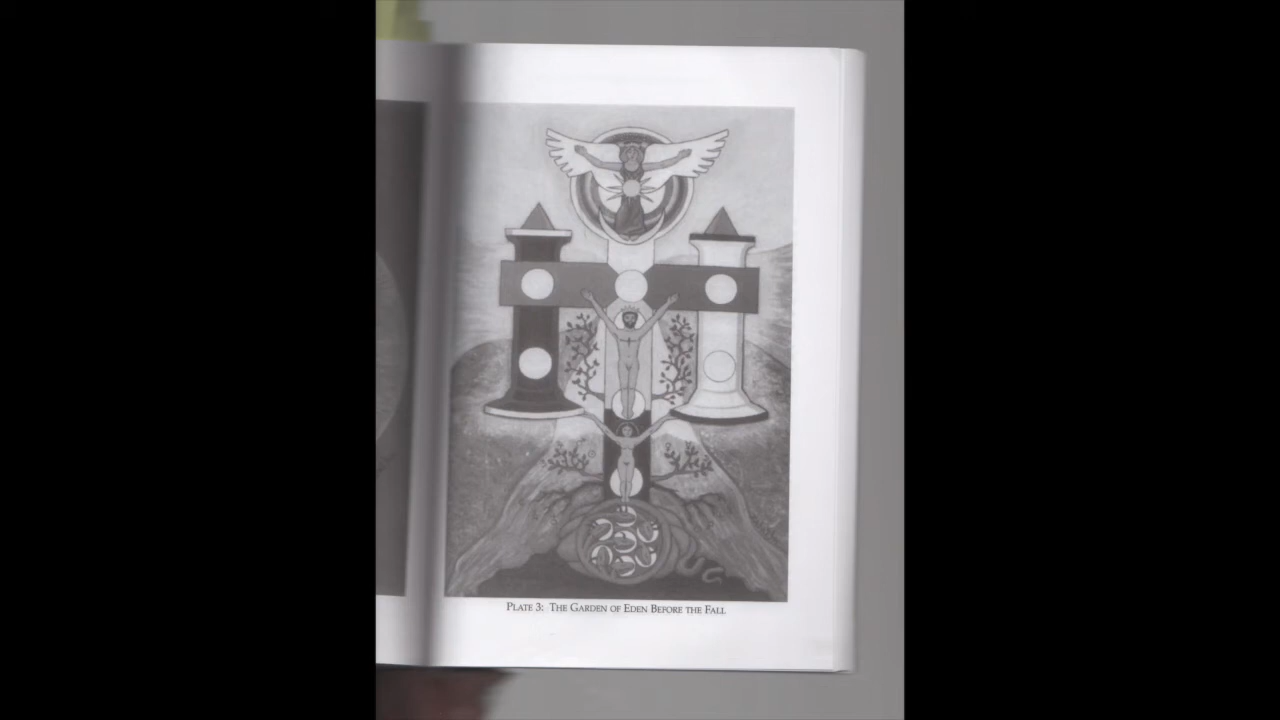 PLATE 3: THE GARDEN OF EDEN BEFORE THE FALL